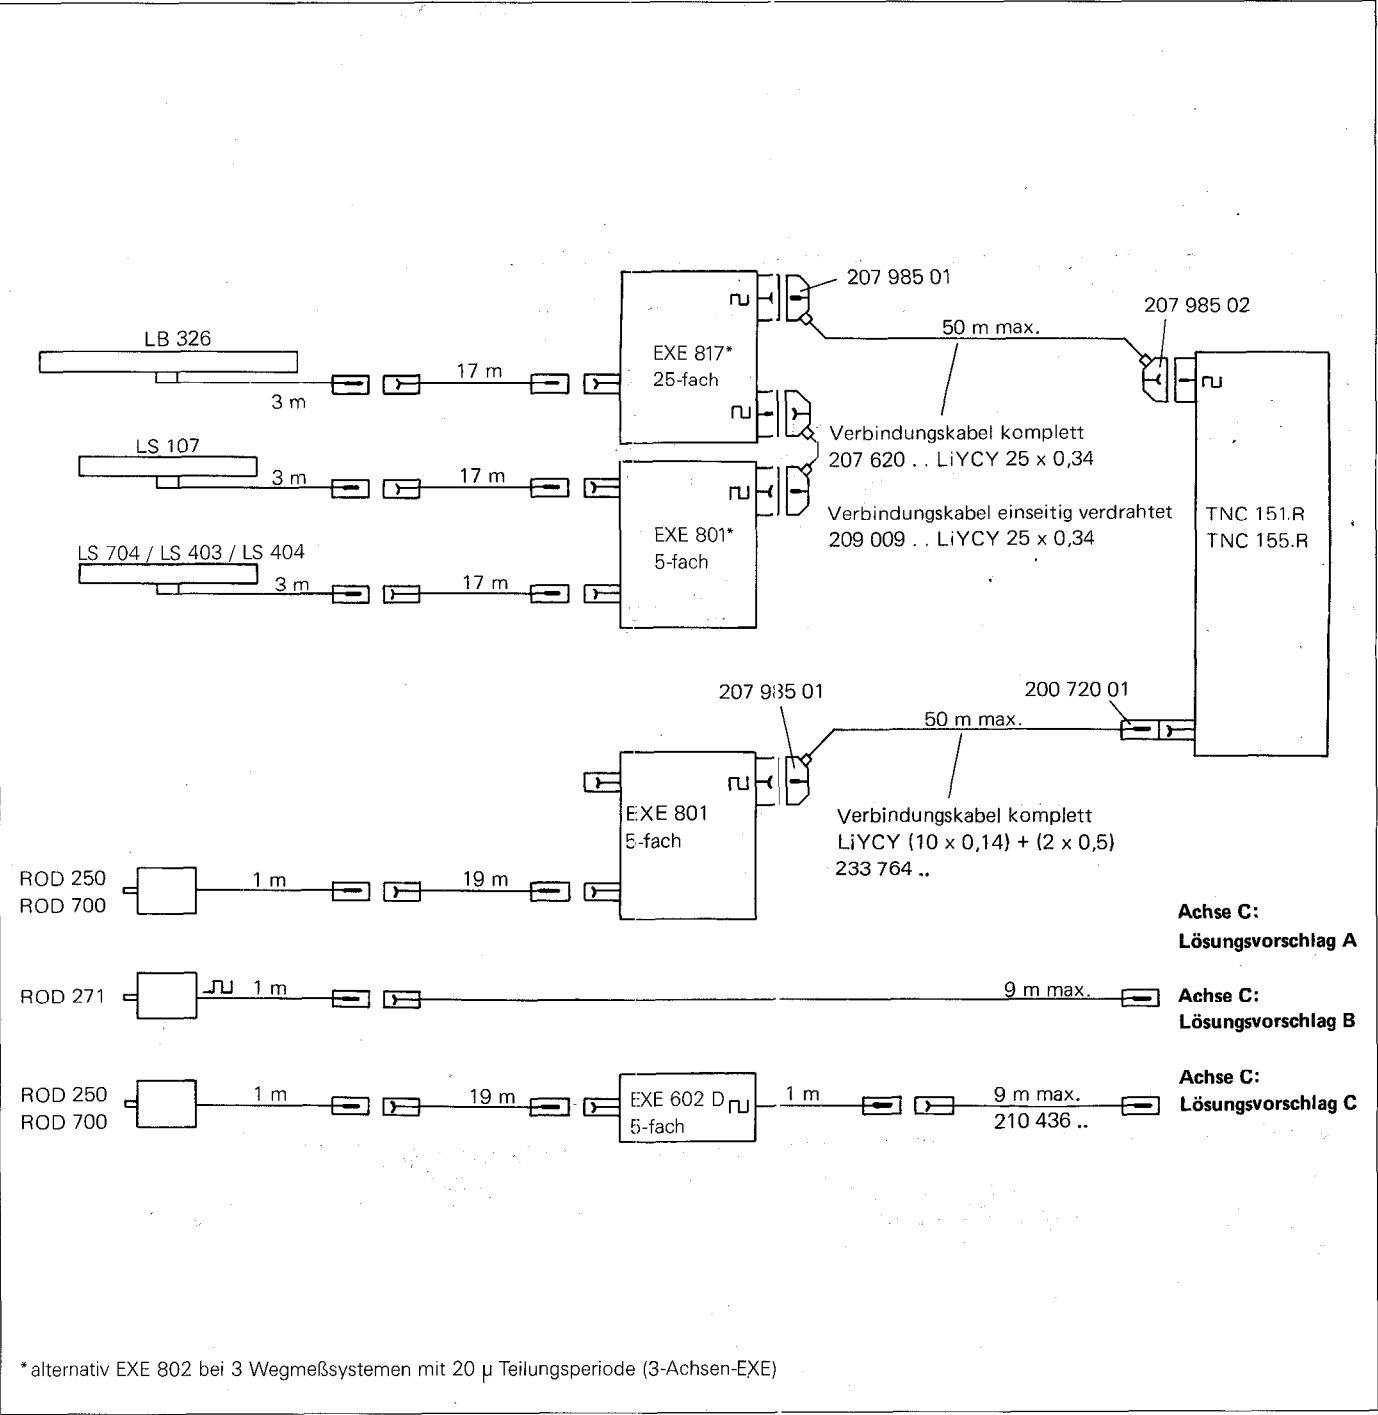 207 985 01
207 985 02
LB 326
50 m max.
EXE 817*
25-fach
17 m
3 m
Verbindungskabel komplett
207 620 . . LiYCY 25 x 0,34
LS 107
3 m
17 m
Verbindungskabel einseitig verdrahtet
209 009 . . LiYCY 25 x 0,34
TNC 151.R
TNC 155.R
EXE 801*
5-fach
LS 704 / LS 403 / LS 404
3 m
17 m
207 985 01
200 720 01
50 m max.
EXE 801
5-fach
Verbindungskabel komplett
LiYCY (10 x 0,14) + (2 x 0,5)
233 764 ..
ROD 250
ROD 700
1 m
19 m
Achse C:
Lösungsvorschlag A
ROD 271
1 m
9 m max.
Achse C:
Lösungsvorschlag B
ROD 250
ROD 700
1 m
19 m
EXE 602 D
5-fach
1 m
9 m max.
210 436 ..
Achse C:
Lösungsvorschlag C
* alternativ EXE 802 bei 3 Wegmeßsystemen mit 20 µ Teilungsperiode (3-Achsen-EXE)